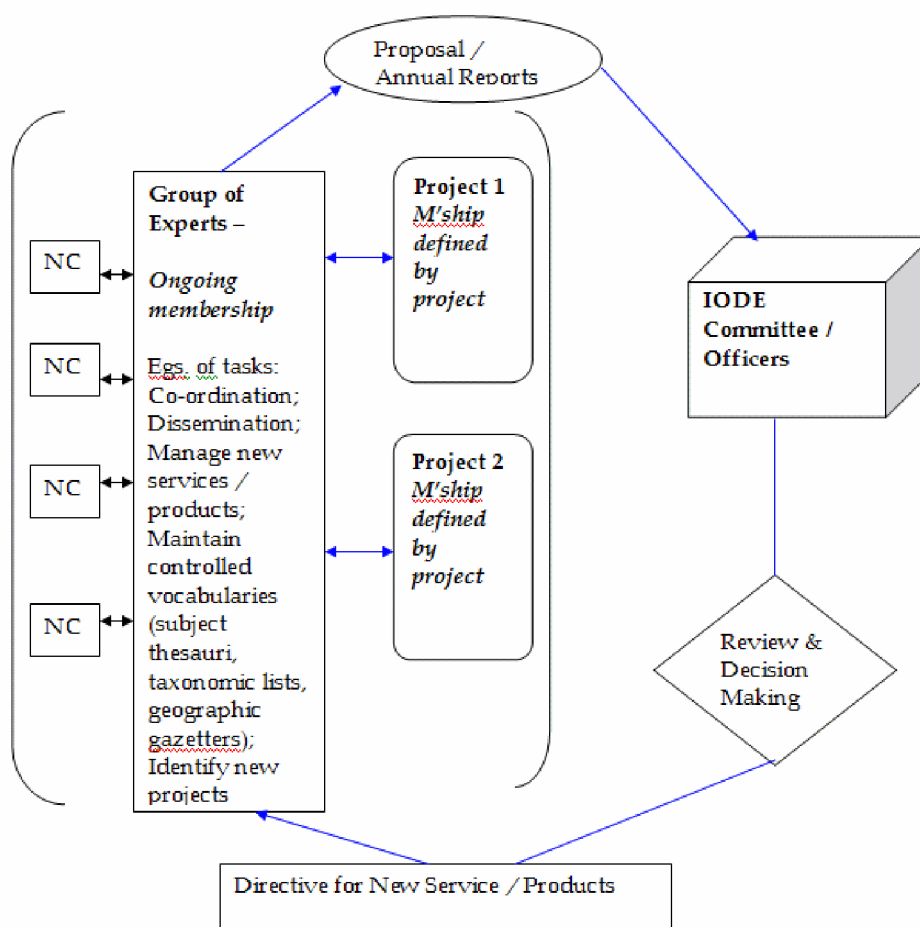 Proposal /
Annual Reports
Group of
Experts –
Ongoing
membership
Egs. of tasks:
Co-ordination;
Dissemination;
Manage new
services /
products;
Maintain
controlled
vocabularies
(subject
thesauri,
taxonomic lists,
geographic
gazetters);
Identify new
projects
NC
NC
NC
NC
Project 1
M'ship
defined
by
project
Project 2
M'ship
defined
by
project
IODE
Committee /
Officers
Review &
Decision
Making
Directive for New Service / Products